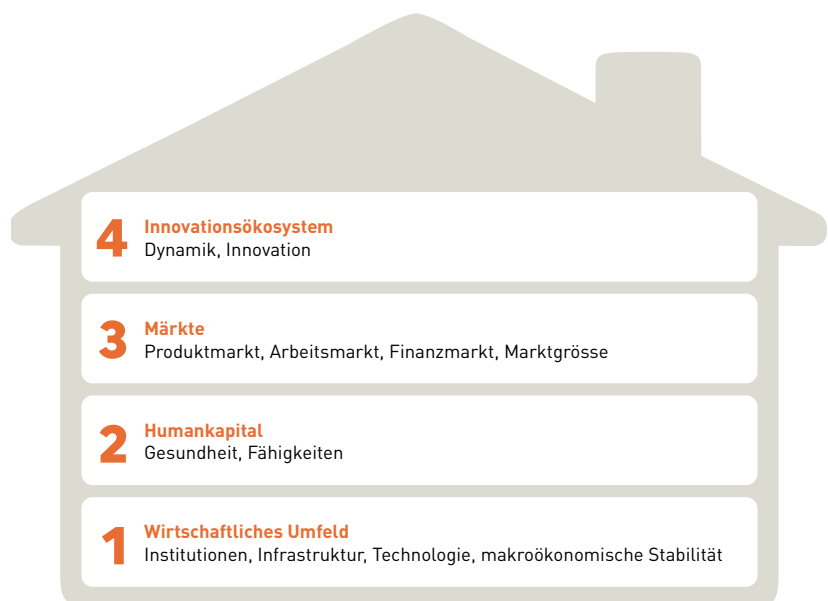 4 Innovationsökosystem
Dynamik, Innovation
3 Märkte
Produktmarkt, Arbeitsmarkt, Finanzmarkt, Marktgrösse
2 Humankapital
Gesundheit, Fähigkeiten
1 Wirtschaftliches Umfeld
Institutionen, Infrastruktur, Technologie, makroökonomische Stabilität